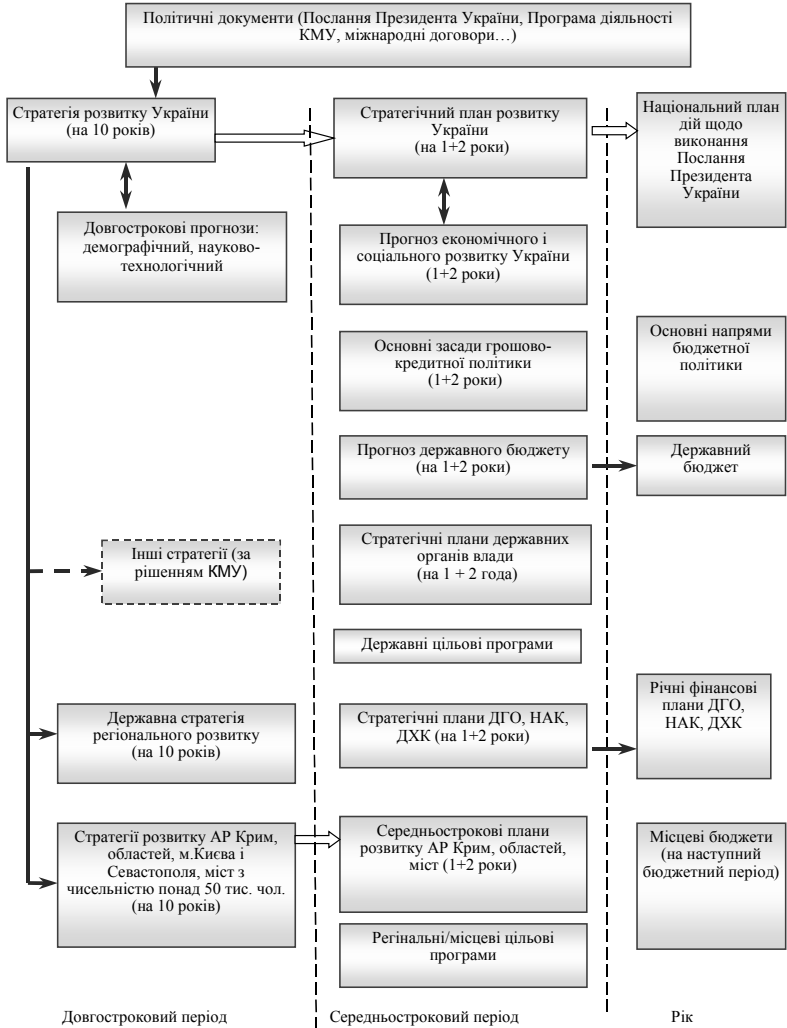 Політичні документи (Послання Президента України, Програма діяльності
КМУ, міжнародні договори…)
Стратегія розвитку України
(на 10 років)
Стратегічний план розвитку
України
(на 1+2 роки)
Національний план
дій щодо
виконання
Послання
Президента
України
Довгострокові прогнози:
демографічний, науково-
технологічний
Прогноз економічного і
соціального розвитку України
(1+2 роки)
Основні засади грошово-
кредитної політики
(1+2 роки)
Основні напрями
бюджетної
політики
Прогноз державного бюджету
(на 1+2 роки)
Державний
бюджет
Інші стратегії (за
рішенням КМУ)
Стратегічні плани державних
органів влади
(на 1 + 2 года)
Державні цільові програми
Державна стратегія
регіонального розвитку
(на 10 років)
Стратегічні плани ДГО, НАК,
ДХК (на 1+2 роки)
Річні фінансові
плани ДГО,
НАК, ДХК
Стратегії розвитку АР Крим,
областей, м.Києва і
Севастополя, міст з
чисельністю понад 50 тис. чол.
(на 10 років)
Середньострокові плани
розвитку АР Крим, областей,
міст (1+2 роки)
Місцеві бюджети
(на наступний
бюджетний період)
Регінальні/місцеві цільові
програми
Довгостроковий період
Середньостроковий період
Рік